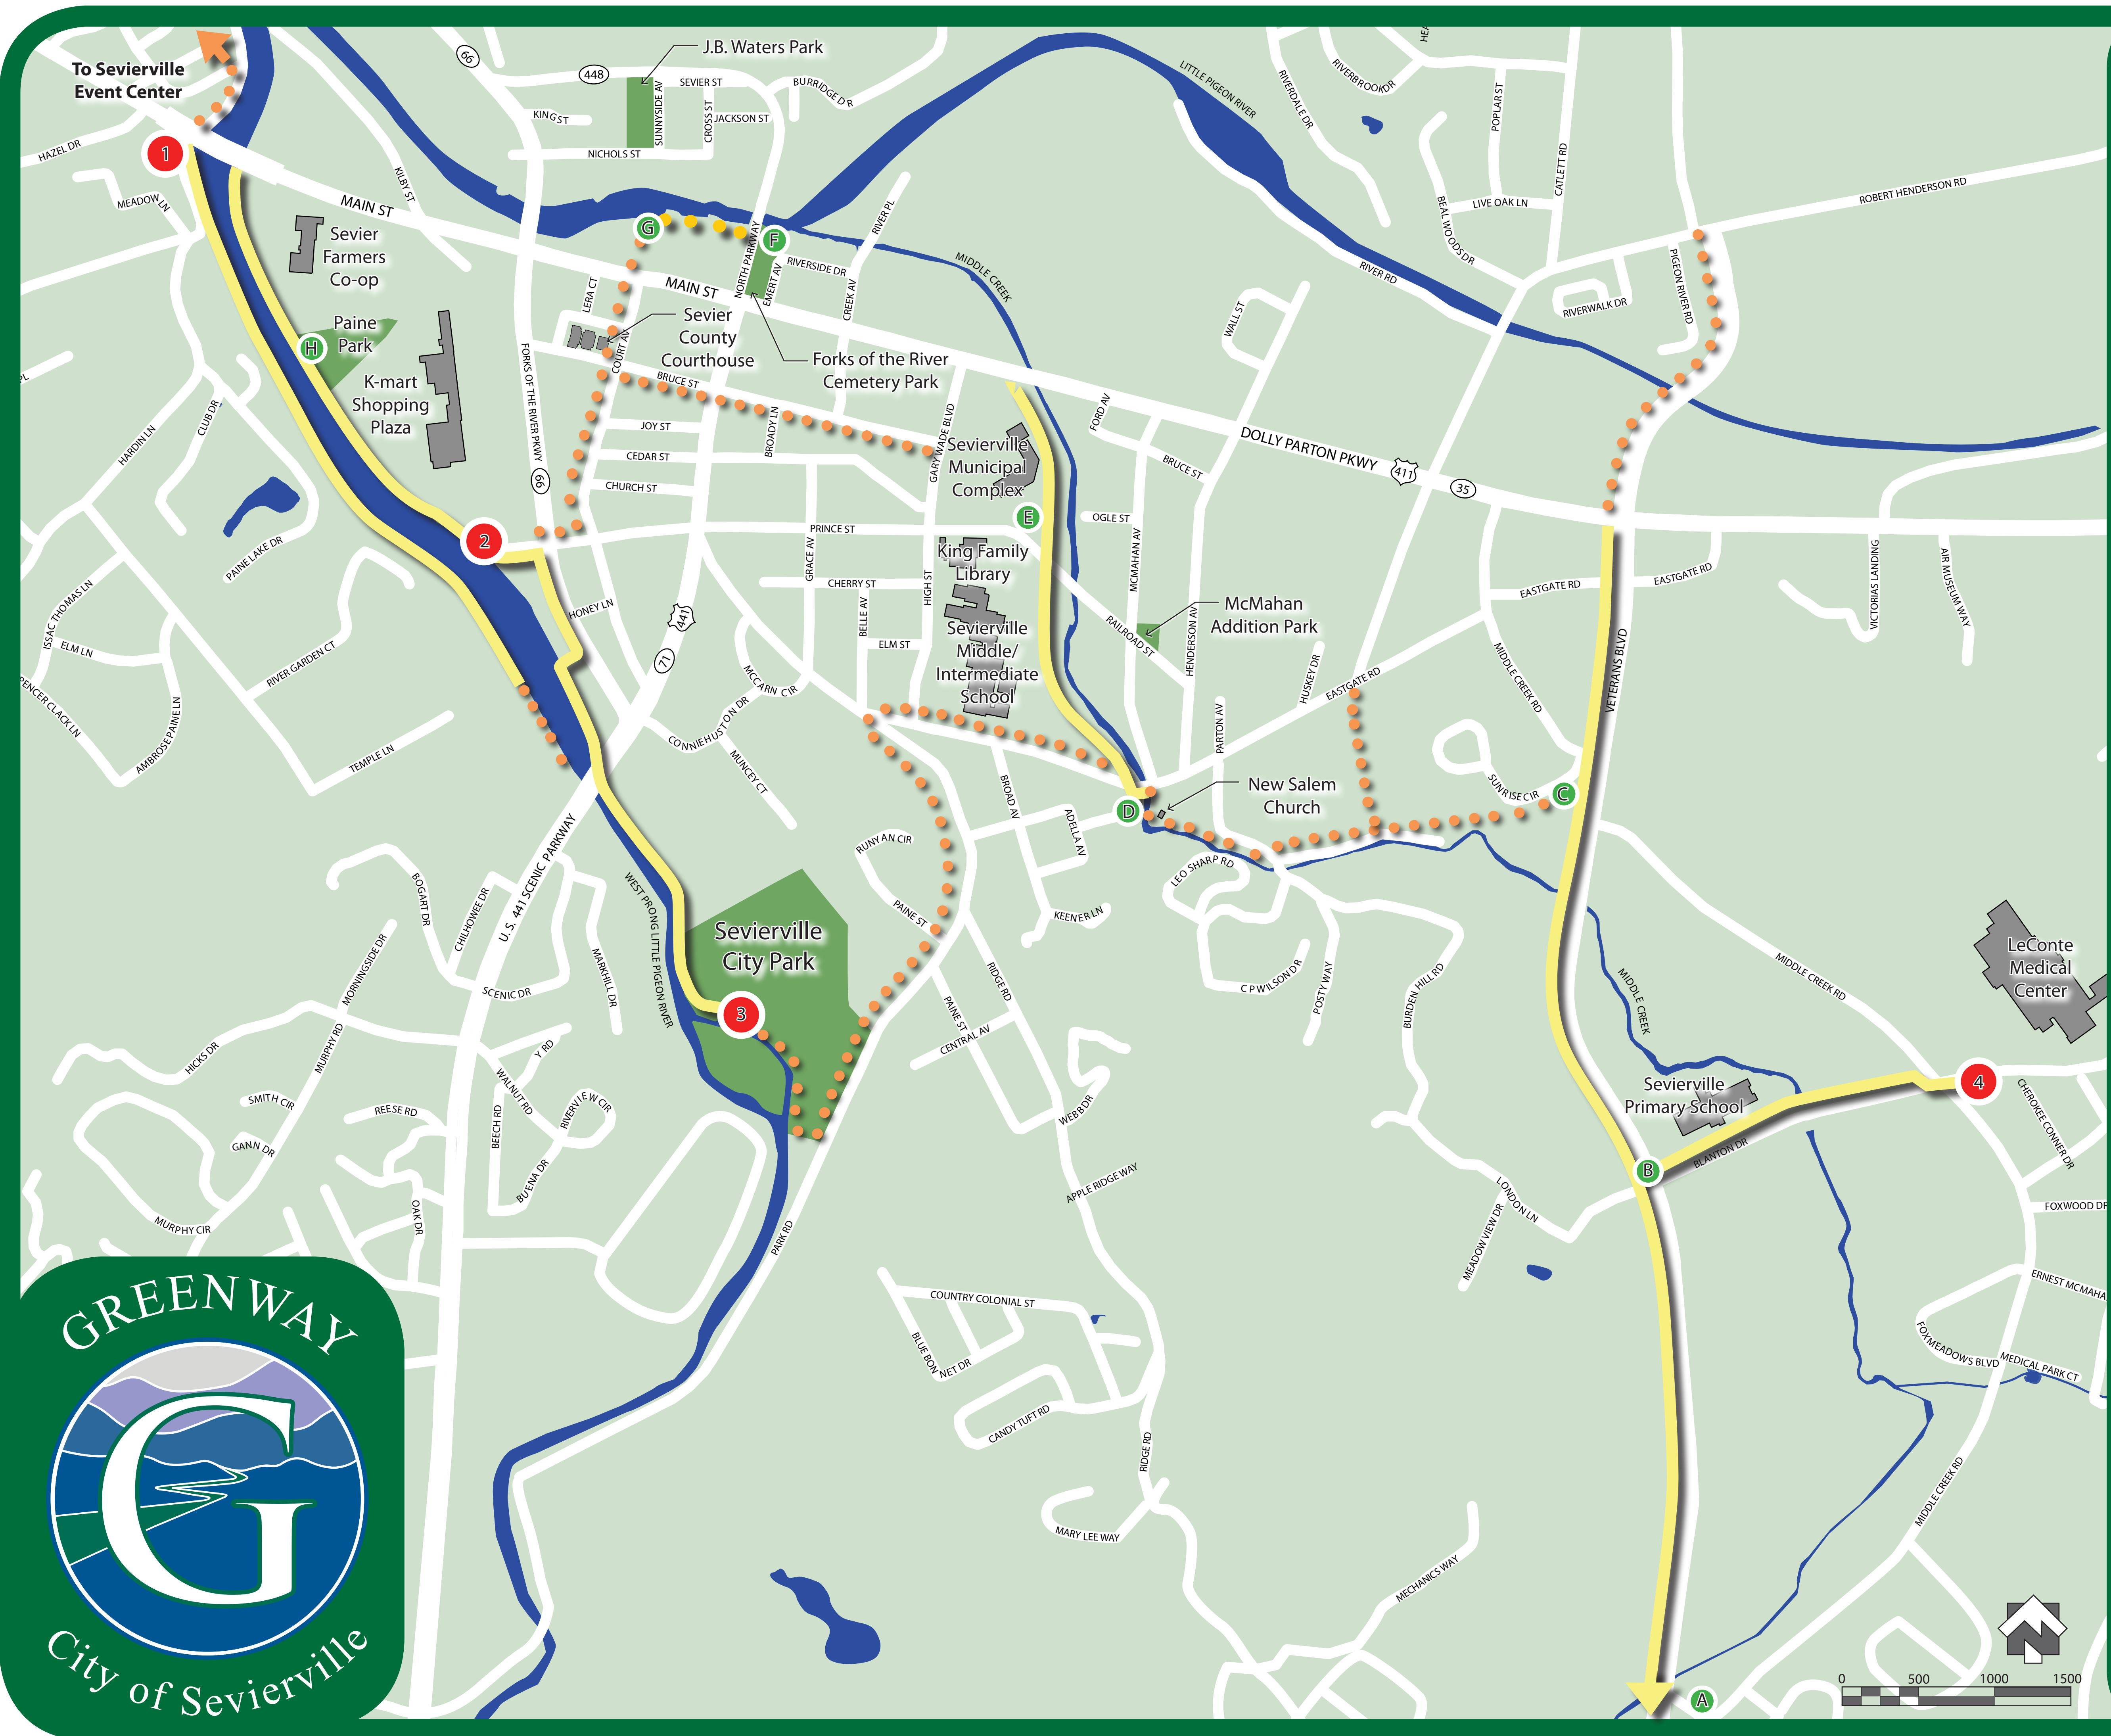 To Sevierville
Event Center
J.B. Waters Park
66
448
SEVIER ST
BURRIDGE DR
KING ST
SUNNYSIDE AV
CROSS ST
JACKSON ST
NICHOLS ST
LITTLE PIGEON RIVER
RIVERDALE DR
RIVERBROOK DR
HEA
POPLAR ST
CATLETT RD
LIVE OAK LN
BEAL WOODS DR
ROBERT HENDERSON RD
HAZEL DR
1
MEADOW LN
KILBY ST
MAIN ST
Sevier
Farmers
Co-op
G
F
NORTH PARKWAY
EMERT AV
RIVERSIDE DR
RIVER PL
CREEK AV
MIDDLE CREEK
RIVER RD
RIVERWALK DR
PIGEON RIVER RD
MAIN ST
LERA CT
COURT AV
Sevier
County
Courthouse
Forks of the River
Cemetery Park
WALL ST
Paine
Park
H
K-mart
Shopping
Plaza
FORKS OF THE RIVER PKWY
66
BRUCE ST
JOY ST
CEDAR ST
CHURCH ST
BROADY LN
GARY WADE BLVD
Sevierville
Municipal
Complex
FORD AV
BRUCE ST
DOLLY PARTON PKWY
411
35
PL
HARDIN LN
CLUB DR
PAINE LAKE DR
2
E
OGLE ST
PRINCE ST
GRACE AV
King Family
Library
CHERRY ST
HIGH ST
BELLE AV
ELM ST
Sevierville
Middle/
Intermediate
School
MCMAHAN AV
McMahan
Addition Park
RAILROAD ST
HENDERSON AV
HUSKEY DR
EASTGATE RD
EASTGATE RD
EASTGATE RD
VICTORIAS LANDING
AIR MUSEUM WAY
VETERANS BLVD
MIDDLE CREEK RD
ISSAC THOMAS LN
ELM LN
PENCER CLACK LN
AMBROSE PAINE LN
RIVER GARDEN CT
TEMPLE LN
HONEY LN
441
71
MCCARN CIR
CONNIE HUSTON DR
MUNCEY CT
PARTON AV
New Salem
Church
D
C
SUNRISE CIR
BROAD AV
ADELLA AV
RUNYAN CIR
PAINE ST
KEENER LN
LEO SHARP RD
C P WILSON DR
POSTY WAY
BURDEN HILL RD
U. S. 441 SCENIC PARKWAY
BOGART DR
CHILHOWEE DR
SCENIC DR
MARKHILL DR
WEST PRONG LITTLE PIGEON RIVER
Sevierville
City Park
3
RIDGE RD
PAINE ST
CENTRAL AV
WEBB DR
MIDDLE CREEK
MIDDLE CREEK RD
LeConte
Medical
Center
Sevierville
Primary School
4
B
BLANTON DR
CHEROKEE CONNER DR
FOXWOOD DR
MORNINGSIDE DR
HICKS DR
MURPHY RD
SMITH CIR
GANN DR
MURPHY CIR
REESE RD
Y RD
WALNUT RD
BEECH RD
RIVERVIEW CIR
BUENA DR
OAK DR
PARK RD
APPLE RIDGE WAY
LONDON LN
MEADOW VIEW DR
COUNTRY COLONIAL ST
BLUE BONNET DR
CANDY TUFT RD
RIDGE RD
MARY LEE WAY
MECHANICS WAY
ERNEST MCMAHA
FOXMEADOWS BLVD
MEDICAL PARK CT
MIDDLE CREEK RD
A
0 500 1000 1500
GREENWAY
G
City of Sevierville